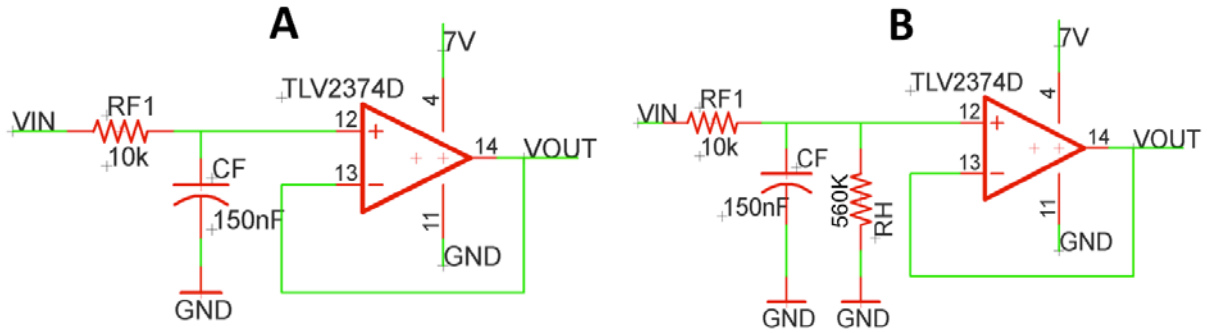 A
7V
TLV2374D
4
RF1
VIN
10k
12
+
14
VOUT
CF
13
150nF
11
GND
GND
B
7V
TLV2374D
4
RF1
VIN
10k
12
+
14
VOUT
CF
13
150nF
560K
RH
11
GND
GND
GND